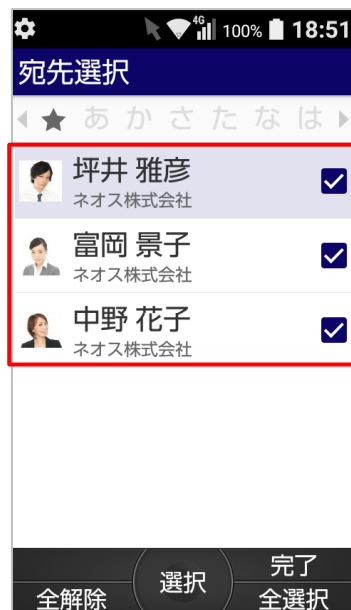 4G 100% 18:51
宛先選択
★ あ か さ た な は
坪井 雅彦
ネオス株式会社
富岡 景子
ネオス株式会社
中野 花子
ネオス株式会社
完了
選択
全解除 全選択